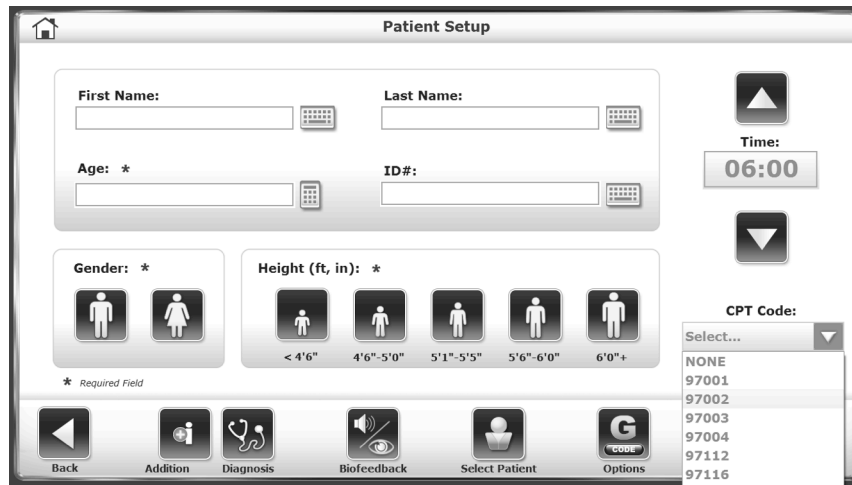 Patient Setup
First Name:
Last Name:
Age: *
ID#:
Time:
06:00
Gender: *
Height (ft, in): *
< 4'6"
4'6"-5'0"
5'1"-5'5"
5'6"-6'0"
6'0"+
* Required Field
CPT Code:
Select...
NONE
97001
97002
97003
97004
97112
97116
G
CODE
Back
Addition
Diagnosis
Biofeedback
Select Patient
Options